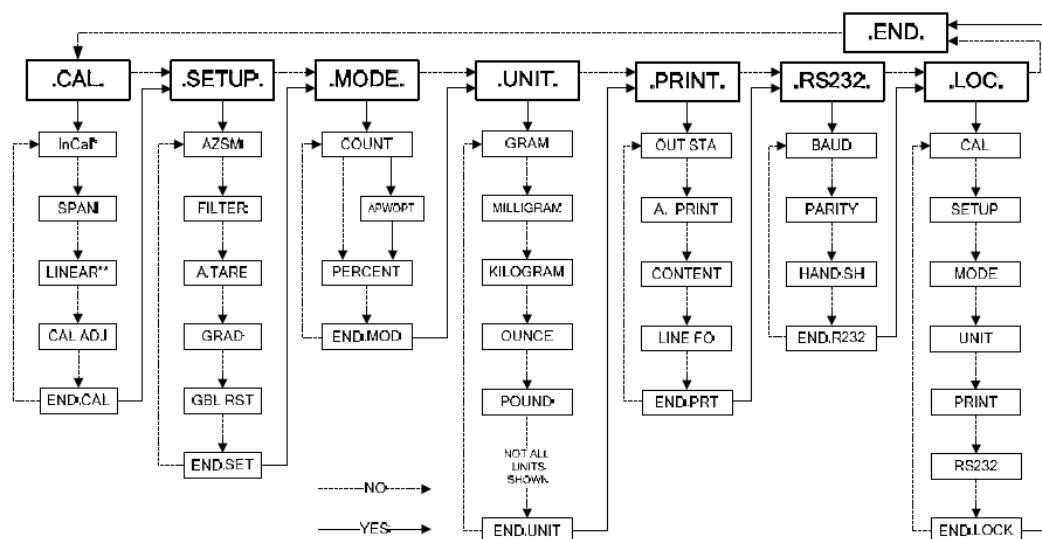 .END.
.CAL.
InCal*
SPAN
LINEAR**
CAL ADJ
END.CAL
.SETUP.
AZSM
FILTER
A.TARE
GRAD
GBL RST
END.SET
.MODE.
COUNT
APWOPT
PERCENT
END.MOD
.UNIT.
GRAM
MILLIGRAM
KILOGRAM
OUNCE
POUND
NOT ALL
UNITS
SHOWN
END.UNIT
.PRINT.
OUT STA
A. PRINT
CONTENT
LINE FO
END.PRT
.RS232.
BAUD
PARITY
HAND.SH
END.R232
.LOC.
CAL
SETUP
MODE
UNIT
PRINT
RS232
END.LOCK
NO
YES